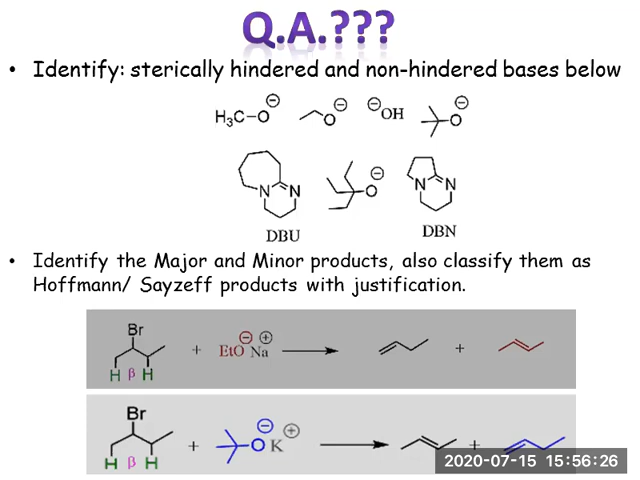 Q.A.???
• Identify: sterically hindered and non-hindered bases below
H₃C-O⊖ O⊖ ⊖OH O⊖
N N O⊖ N N
DBU DBN
• Identify the Major and Minor products, also classify them as
Hoffmann/ Sayzeff products with justification.
Br
+ EtO⊖ Na⊕ +
H β H
Br
+ O⊖ K⊕ +
H β H
2020-07-15 15:56:26